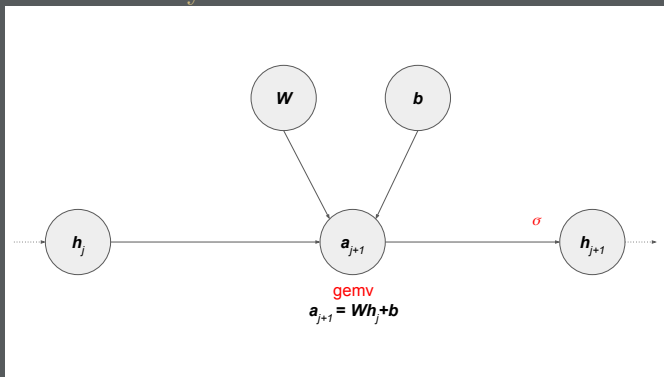 W
b
σ
h_j
a_{j+1}
h_{j+1}
gemv
a_{j+1} = Wh_j+b